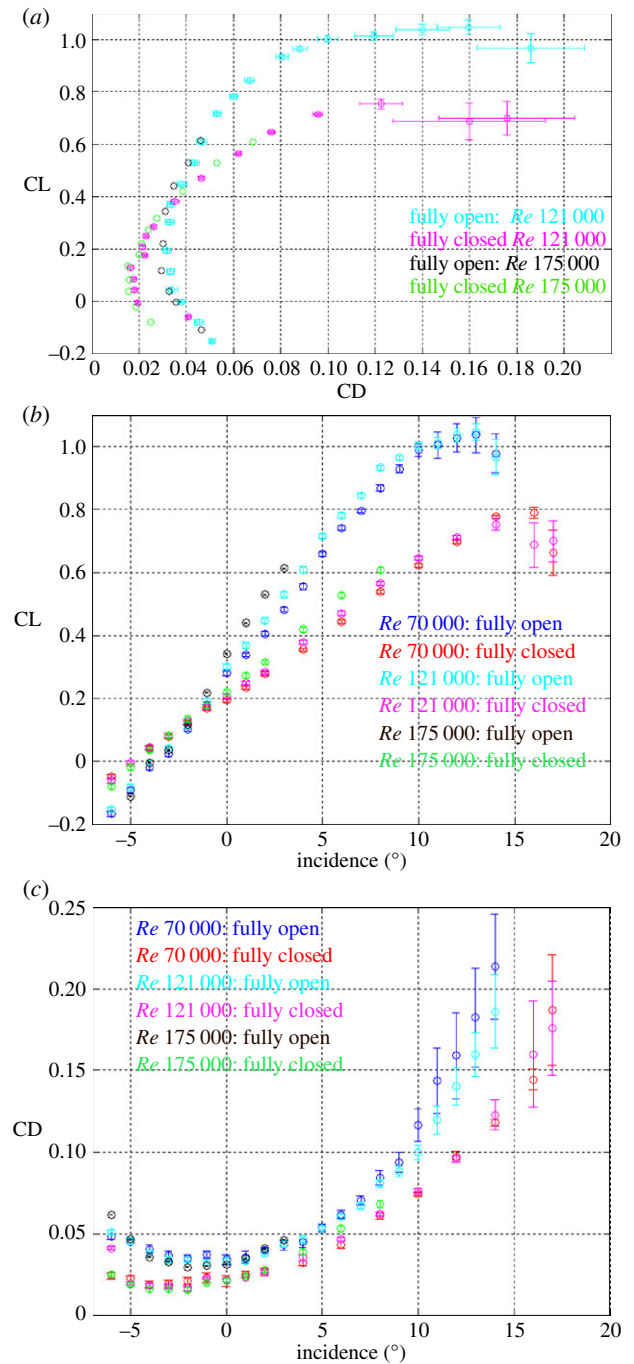 (a)
1.0
0.8
0.6
CL
0.4
0.2
0
–0.2
fully open: Re 121 000
fully closed Re 121 000
fully open: Re 175 000
fully closed Re 175 000
0 0.02 0.04 0.06 0.08 0.10 0.12 0.14 0.16 0.18 0.20
CD
(b)
1.0
0.8
0.6
CL
0.4
0.2
0
–0.2
Re 70 000: fully open
Re 70 000: fully closed
Re 121 000: fully open
Re 121 000: fully closed
Re 175 000: fully open
Re 175 000: fully closed
–5 0 5 10 15 20
incidence (°)
(c)
0.25
0.20
0.15
CD
0.10
0.05
0
Re 70 000: fully open
Re 70 000: fully closed
Re 121 000: fully open
Re 121 000: fully closed
Re 175 000: fully open
Re 175 000: fully closed
–5 0 5 10 15 20
incidence (°)